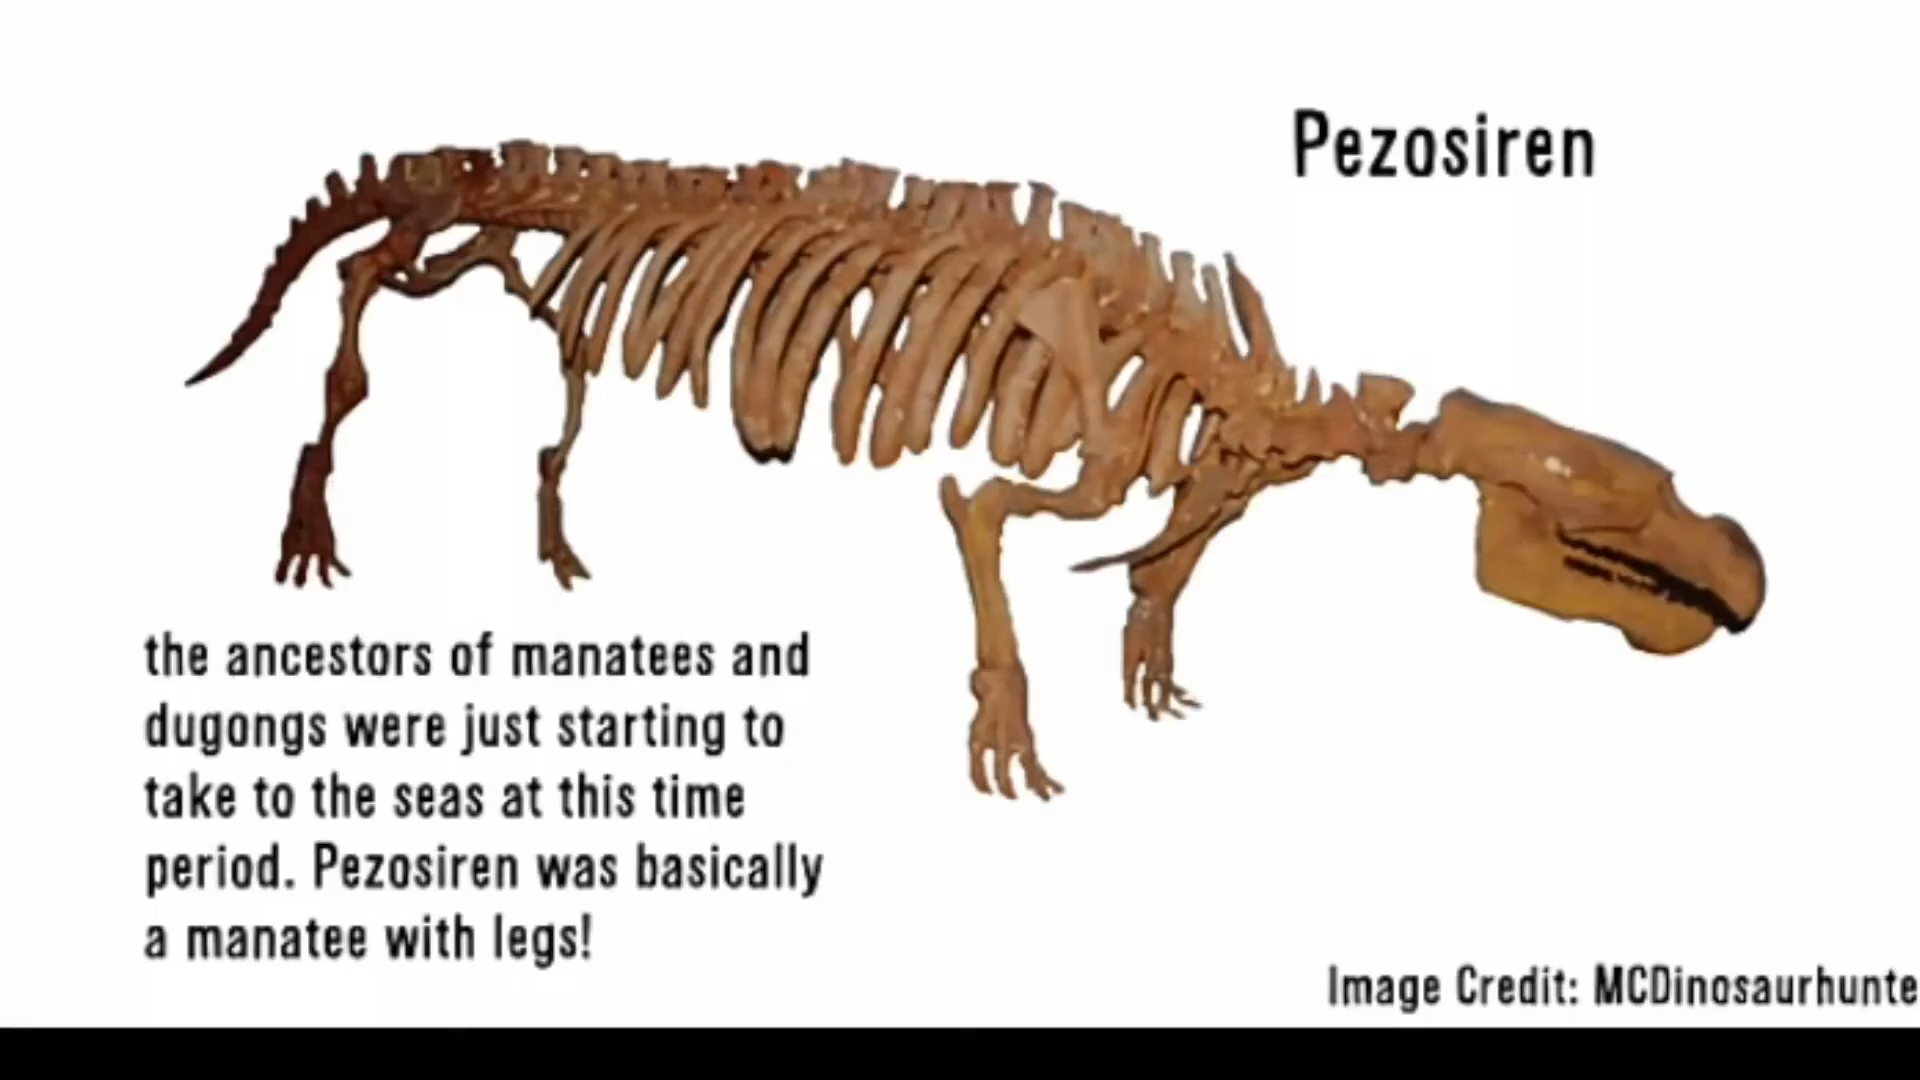 Pezosiren
the ancestors of manatees and
dugongs were just starting to
take to the seas at this time
period. Pezosiren was basically
a manatee with legs!
Image Credit: MCDinosaurhunte